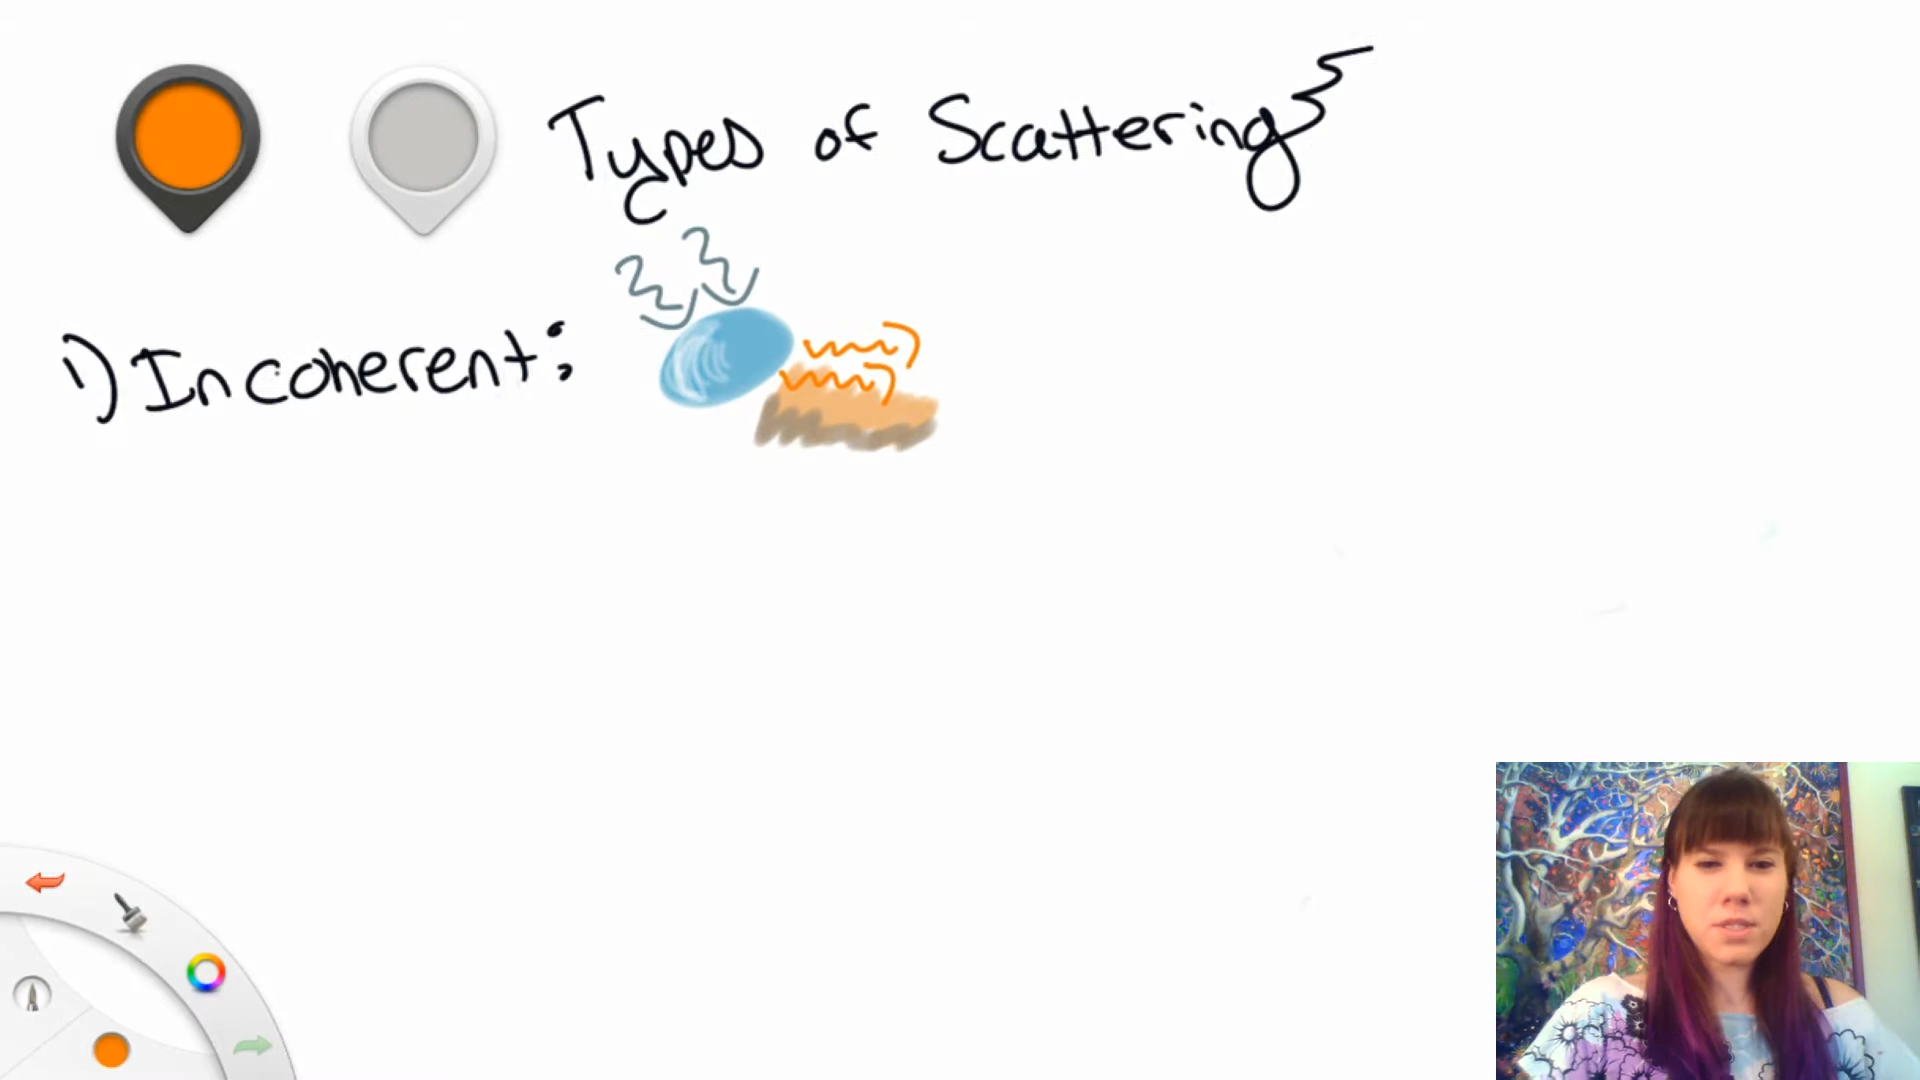 Types of Scattering
1) Incoherent: